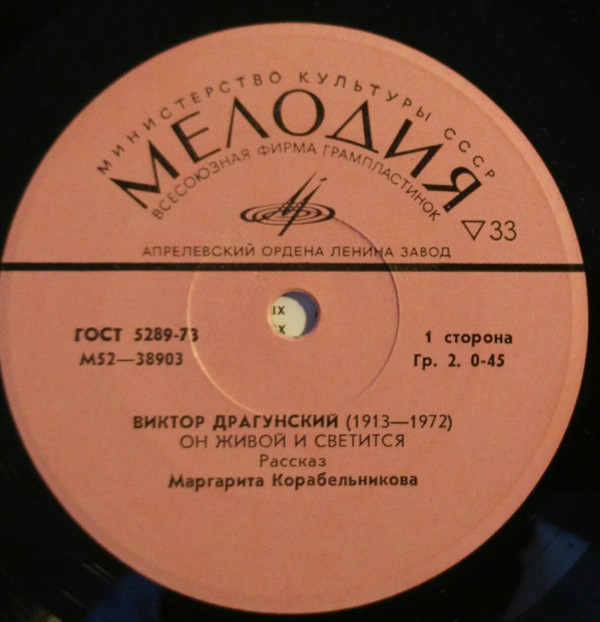 МИНИСТЕРСТВО КУЛЬТУРЫ СССР
МЕЛОДИЯ
ВСЕСОЮЗНАЯ ФИРМА ГРАМПЛАСТИНОК
▽33
АПРЕЛЕВСКИЙ ОРДЕНА ЛЕНИНА ЗАВОД
IX
X
ГОСТ 5289-73
М52—38903
1 сторона
Гр. 2. 0-45
ВИКТОР ДРАГУНСКИЙ (1913—1972)
ОН ЖИВОЙ И СВЕТИТСЯ
Рассказ
Маргарита Корабельникова